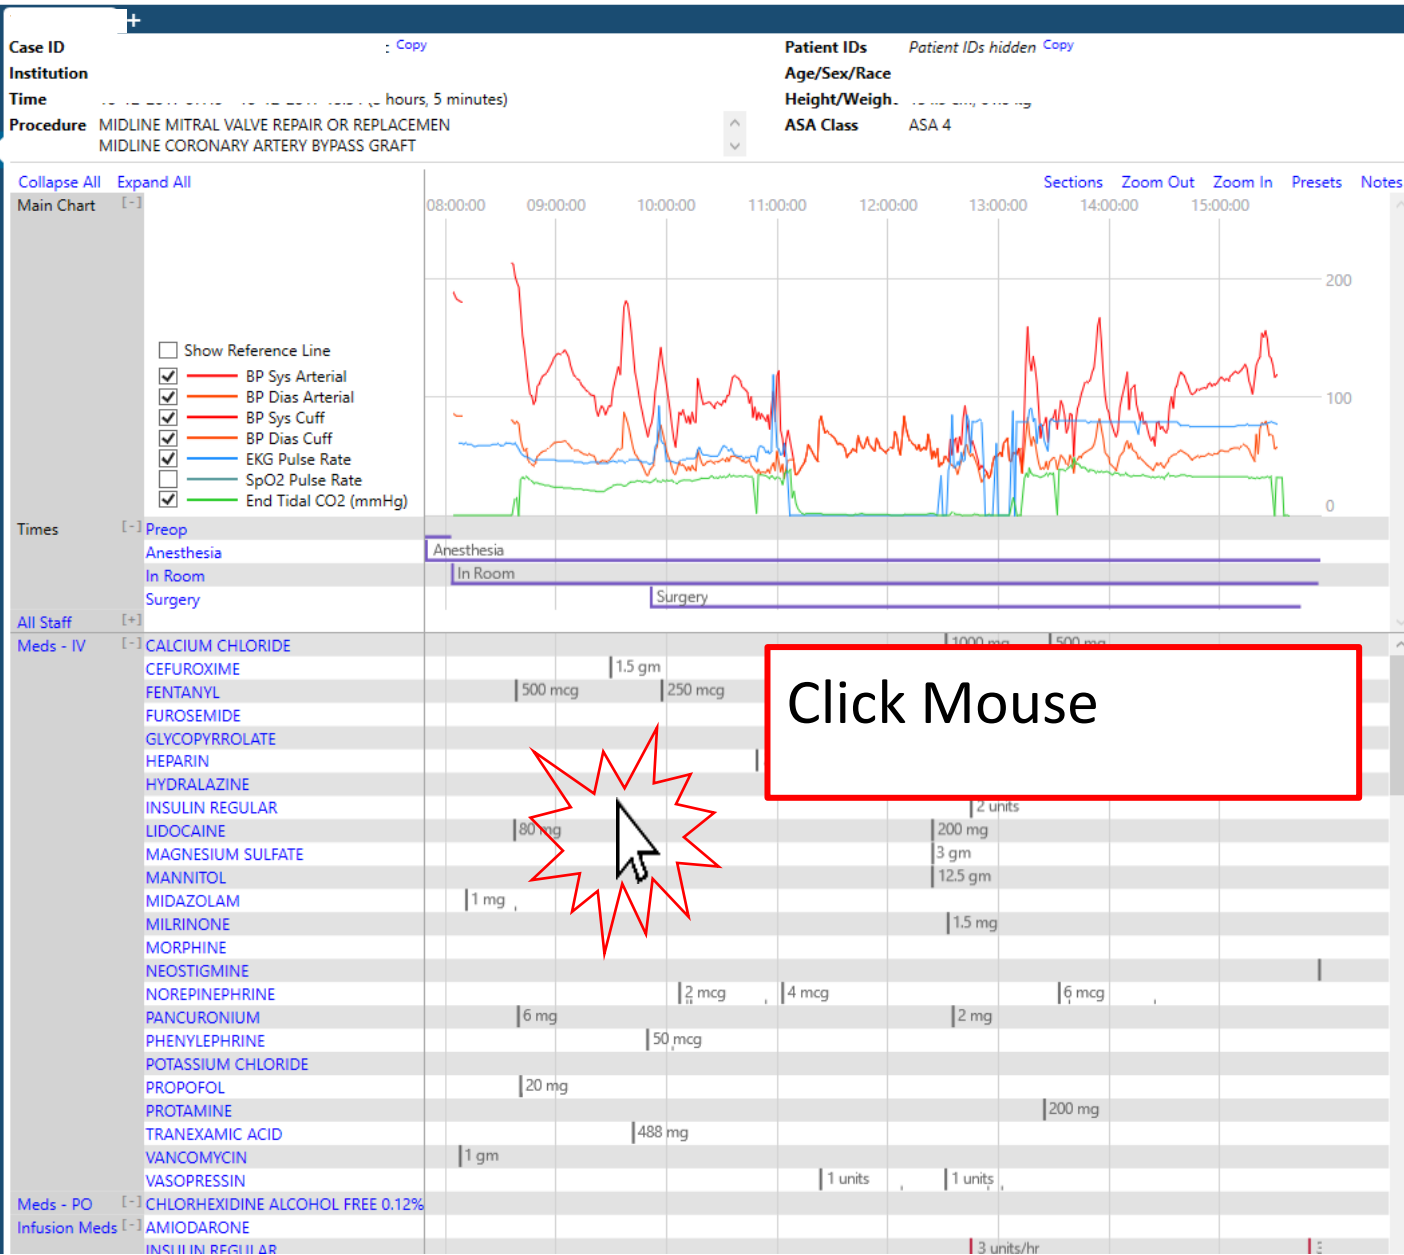 +
Case ID : Copy Patient IDs Patient IDs hidden Copy
Institution Age/Sex/Race
Time hours, 5 minutes) Height/Weigh
Procedure MIDLINE MITRAL VALVE REPAIR OR REPLACEMEN ASA Class ASA 4
MIDLINE CORONARY ARTERY BYPASS GRAFT
Collapse All Expand All Sections Zoom Out Zoom In Presets Notes
Main Chart [-] 08:00:00 09:00:00 10:00:00 11:00:00 12:00:00 13:00:00 14:00:00 15:00:00
200
Show Reference Line
BP Sys Arterial
BP Dias Arterial 100
BP Sys Cuff
BP Dias Cuff
EKG Pulse Rate
SpO2 Pulse Rate
End Tidal CO2 (mmHg) 0
Times [-] Preop
Anesthesia Anesthesia
In Room In Room
Surgery Surgery
All Staff [+]
Meds - IV [-] CALCIUM CHLORIDE 1000 mg 500 mg
CEFUROXIME 1.5 gm
FENTANYL 500 mcg 250 mcg
Click Mouse
FUROSEMIDE
GLYCOPYRROLATE
HEPARIN
HYDRALAZINE
INSULIN REGULAR 2 units
LIDOCAINE 80 mg 200 mg
MAGNESIUM SULFATE 3 gm
MANNITOL 12.5 gm
MIDAZOLAM 1 mg
MILRINONE 1.5 mg
MORPHINE
NEOSTIGMINE
NOREPINEPHRINE 2 mcg 4 mcg 6 mcg
PANCURONIUM 6 mg 2 mg
PHENYLEPHRINE 50 mcg
POTASSIUM CHLORIDE
PROPOFOL 20 mg
PROTAMINE 200 mg
TRANEXAMIC ACID 488 mg
VANCOMYCIN 1 gm
VASOPRESSIN 1 units 1 units
Meds - PO [-] CHLORHEXIDINE ALCOHOL FREE 0.12%
Infusion Meds [-] AMIODARONE
INSULIN REGULAR 3 units/hr